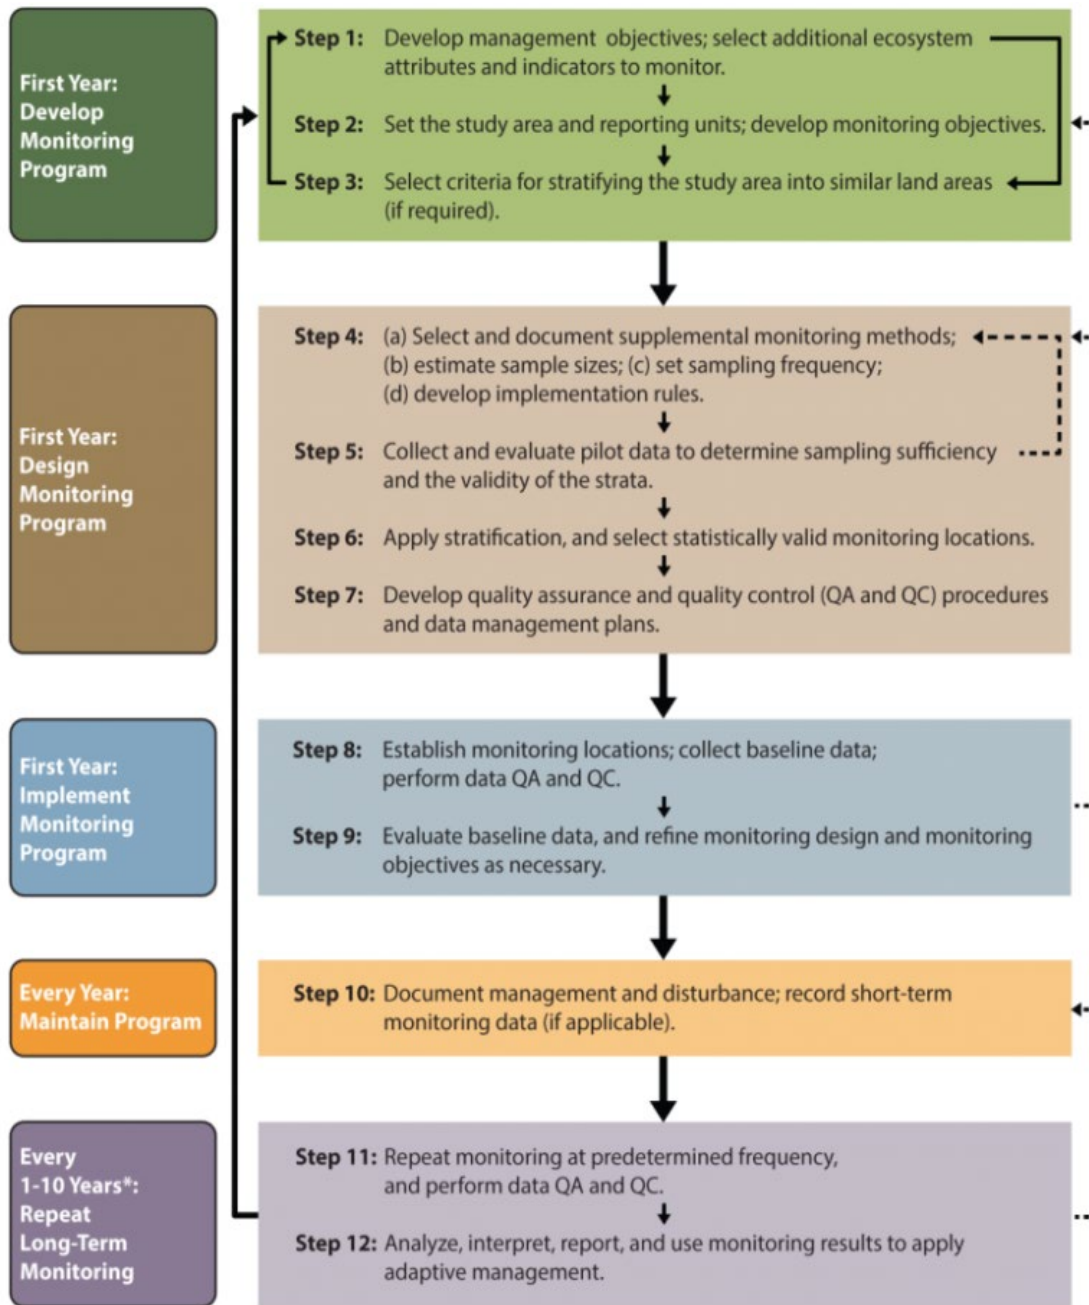 First Year:
Develop
Monitoring
Program
Step 1: Develop management objectives; select additional ecosystem
attributes and indicators to monitor.
Step 2: Set the study area and reporting units; develop monitoring objectives.
Step 3: Select criteria for stratifying the study area into similar land areas
(if required).
First Year:
Design
Monitoring
Program
Step 4: (a) Select and document supplemental monitoring methods;
(b) estimate sample sizes; (c) set sampling frequency;
(d) develop implementation rules.
Step 5: Collect and evaluate pilot data to determine sampling sufficiency
and the validity of the strata.
Step 6: Apply stratification, and select statistically valid monitoring locations.
Step 7: Develop quality assurance and quality control (QA and QC) procedures
and data management plans.
First Year:
Implement
Monitoring
Program
Step 8: Establish monitoring locations; collect baseline data;
perform data QA and QC.
Step 9: Evaluate baseline data, and refine monitoring design and monitoring
objectives as necessary.
Every Year:
Maintain Program
Step 10: Document management and disturbance; record short-term
monitoring data (if applicable).
Every
1-10 Years*:
Repeat
Long-Term
Monitoring
Step 11: Repeat monitoring at predetermined frequency,
and perform data QA and QC.
Step 12: Analyze, interpret, report, and use monitoring results to apply
adaptive management.